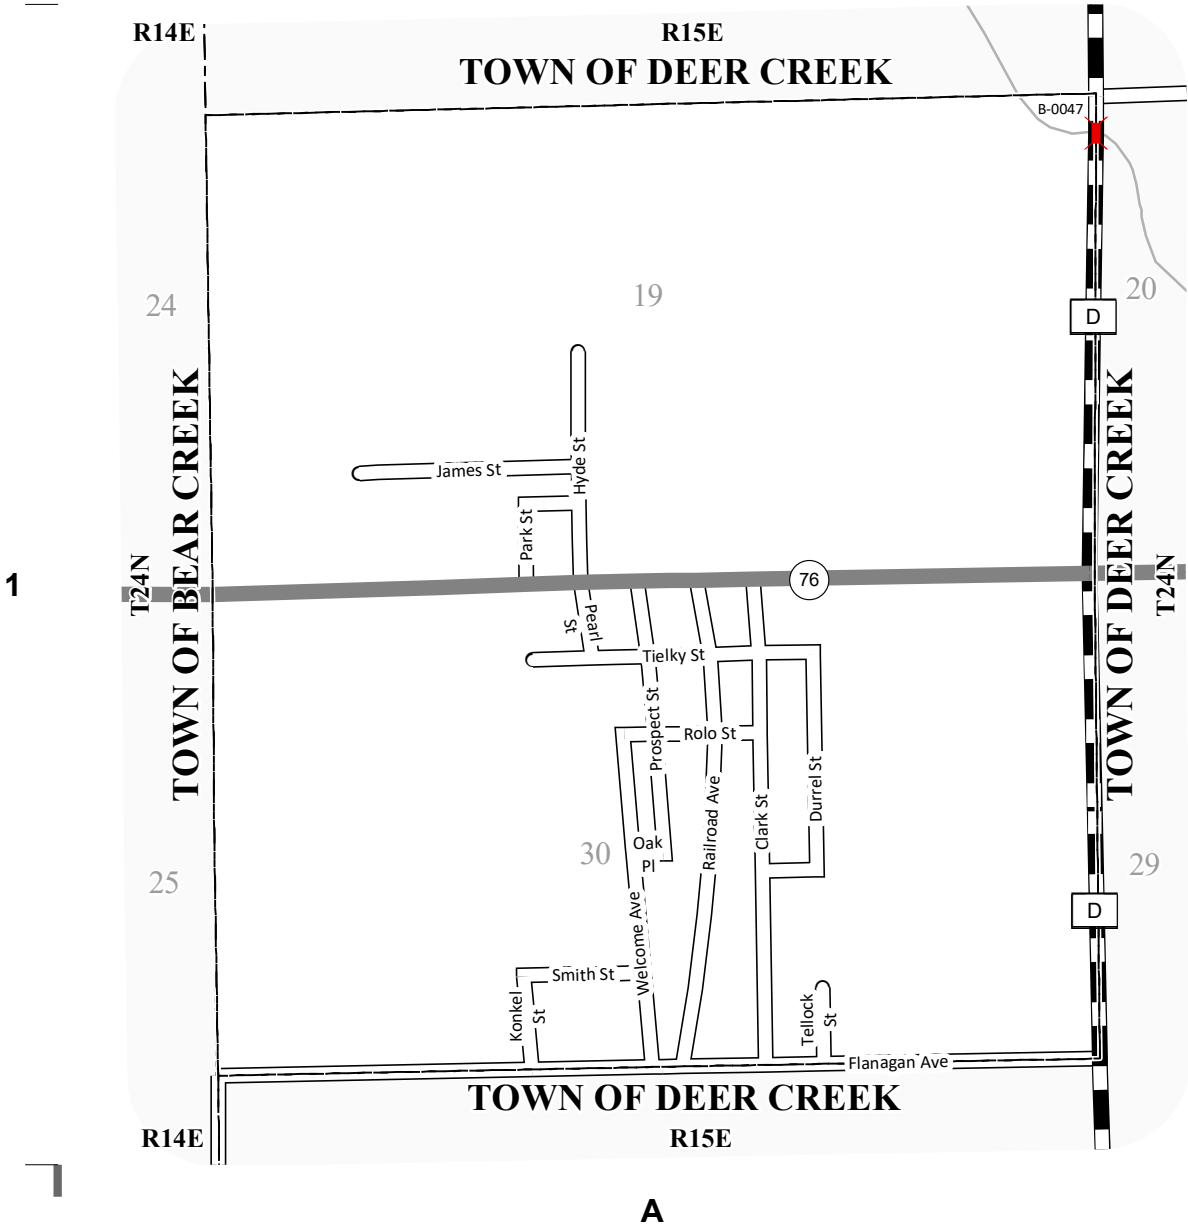 R14E
R15E
TOWN OF DEER CREEK
B-0047
24
19
20
D
TOWN OF BEAR CREEK
TOWN OF DEER CREEK
James St
Hyde St
Park St
1
T24N
76
T24N
Pearl
St
Tielky St
Prospect St
Rolo St
Railroad Ave
Clark St
Durrel St
Oak
Pl
30
25
29
Welcome Ave
D
Smith St
Konkel
St
Tellock
St
Flanagan Ave
TOWN OF DEER CREEK
R14E
R15E
A